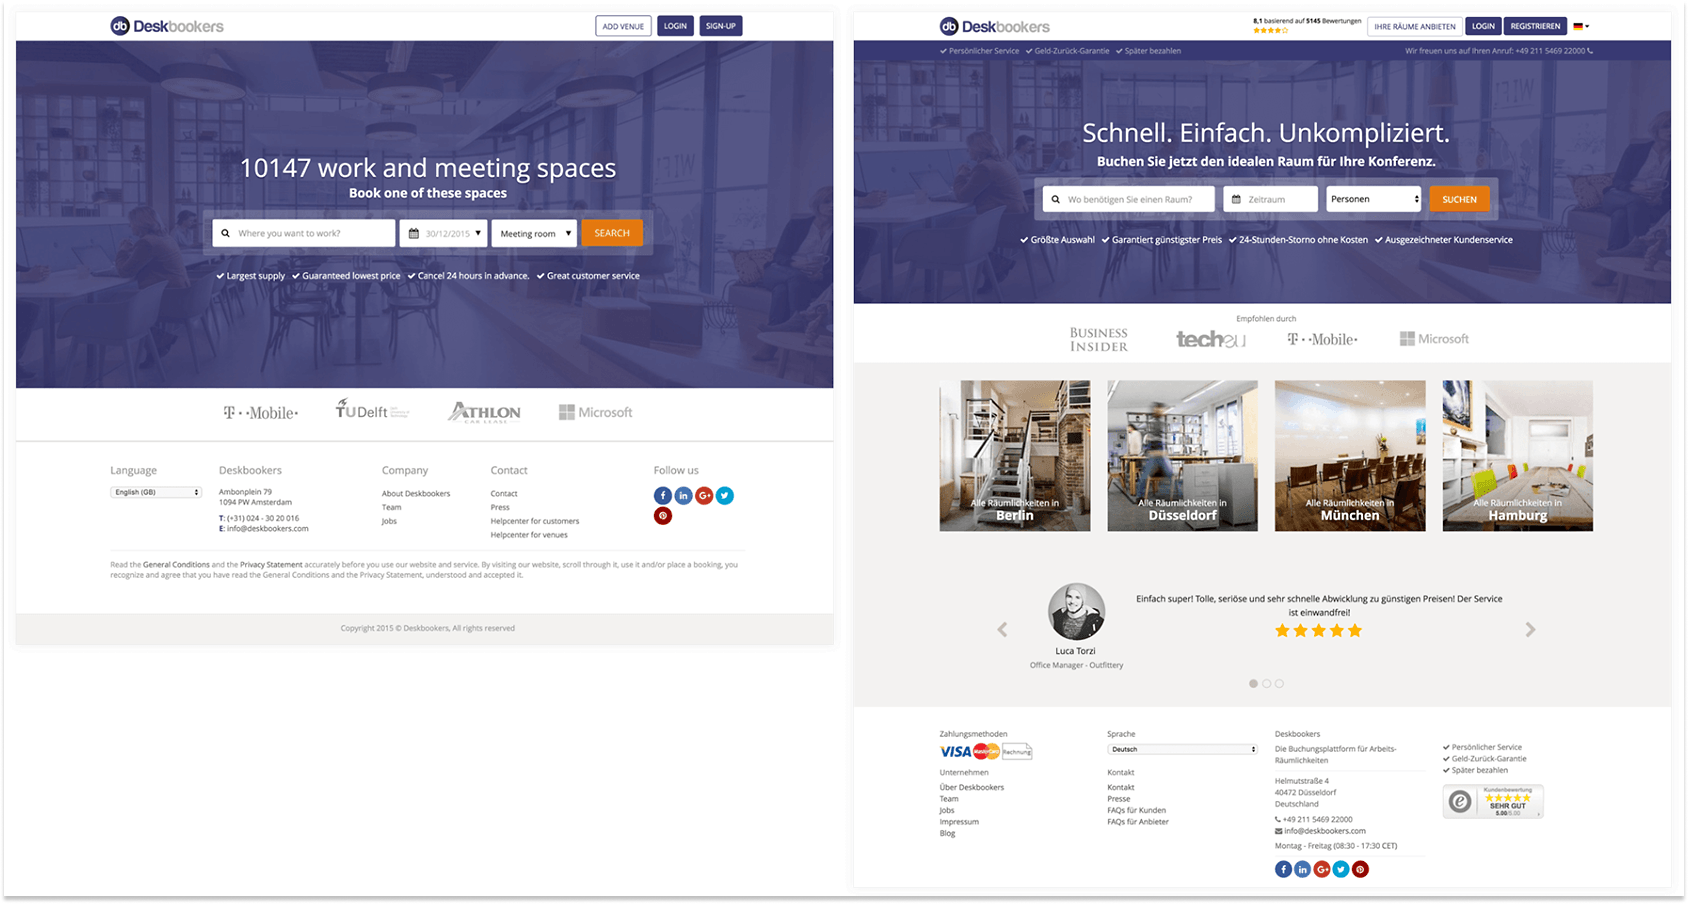 db Deskbookers
ADD VENUE
LOGIN
SIGN-UP
10147 work and meeting spaces
Book one of these spaces
Where you want to work?
30/12/2015
Meeting room
SEARCH
Largest supply
Guaranteed lowest price
Cancel 24 hours in advance.
Great customer service
T · ·Mobile·
TU Delft
ATHLON
CAR LEASE
Microsoft
Language
English (GB)
Deskbookers
Ambonplein 79
1094 PW Amsterdam
T: (+31) 024 - 30 20 016
E: info@deskbookers.com
Company
About Deskbookers
Team
Jobs
Contact
Contact
Press
Helpcenter for customers
Helpcenter for venues
Follow us
Read the General Conditions and the Privacy Statement accurately before you use our website and service. By visiting our website, scroll through it, use it and/or place a booking, you
recognize and agree that you have read the General Conditions and the Privacy Statement, understood and accepted it.
Copyright 2015 © Deskbookers, All rights reserved
db Deskbookers
8,1 basierend auf 5145 Bewertungen
IHRE RÄUME ANBIETEN
LOGIN
REGISTRIEREN
Persönlicher Service
Geld-Zurück-Garantie
Später bezahlen
Wir freuen uns auf Ihren Anruf: +49 211 5469 22000
Schnell. Einfach. Unkompliziert.
Buchen Sie jetzt den idealen Raum für Ihre Konferenz.
Wo benötigen Sie einen Raum?
Zeitraum
Personen
SUCHEN
Größte Auswahl
Garantiert günstigster Preis
24-Stunden-Storno ohne Kosten
Ausgezeichneter Kundenservice
Empfohlen durch
BUSINESS
INSIDER
techeu
T · ·Mobile·
Microsoft
Alle Räumlichkeiten in
Berlin
Alle Räumlichkeiten in
Düsseldorf
Alle Räumlichkeiten in
München
Alle Räumlichkeiten in
Hamburg
Einfach super! Tolle, seriöse und sehr schnelle Abwicklung zu günstigen Preisen! Der Service
ist einwandfrei!
Luca Torzi
Office Manager - Outfittery
Zahlungsmethoden
VISA MasterCard Rechnung
Unternehmen
Über Deskbookers
Team
Jobs
Impressum
Blog
Sprache
Deutsch
Kontakt
Kontakt
Presse
FAQs für Kunden
FAQs für Anbieter
Deskbookers
Die Buchungsplattform für Arbeits-
Räumlichkeiten
Helmutstraße 4
40472 Düsseldorf
Deutschland
+49 211 5469 22000
info@deskbookers.com
Montag - Freitag (08:30 - 17:30 CET)
Persönlicher Service
Geld-Zurück-Garantie
Später bezahlen
Kundenbewertung
SEHR GUT
5.00/5.00